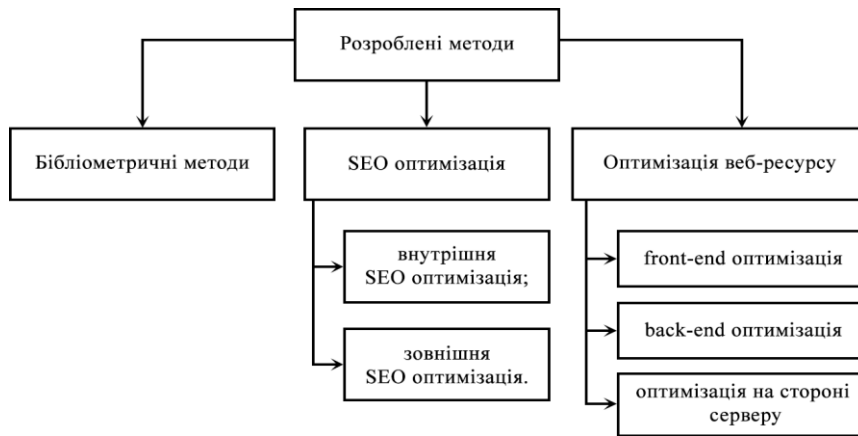 Розроблені методи
Бібліометричні методи
SEO оптимізація
Оптимізація веб-ресурсу
внутрішня
SEO оптимізація;
зовнішня
SEO оптимізація.
front-end оптимізація
back-end оптимізація
оптимізація на стороні
серверу